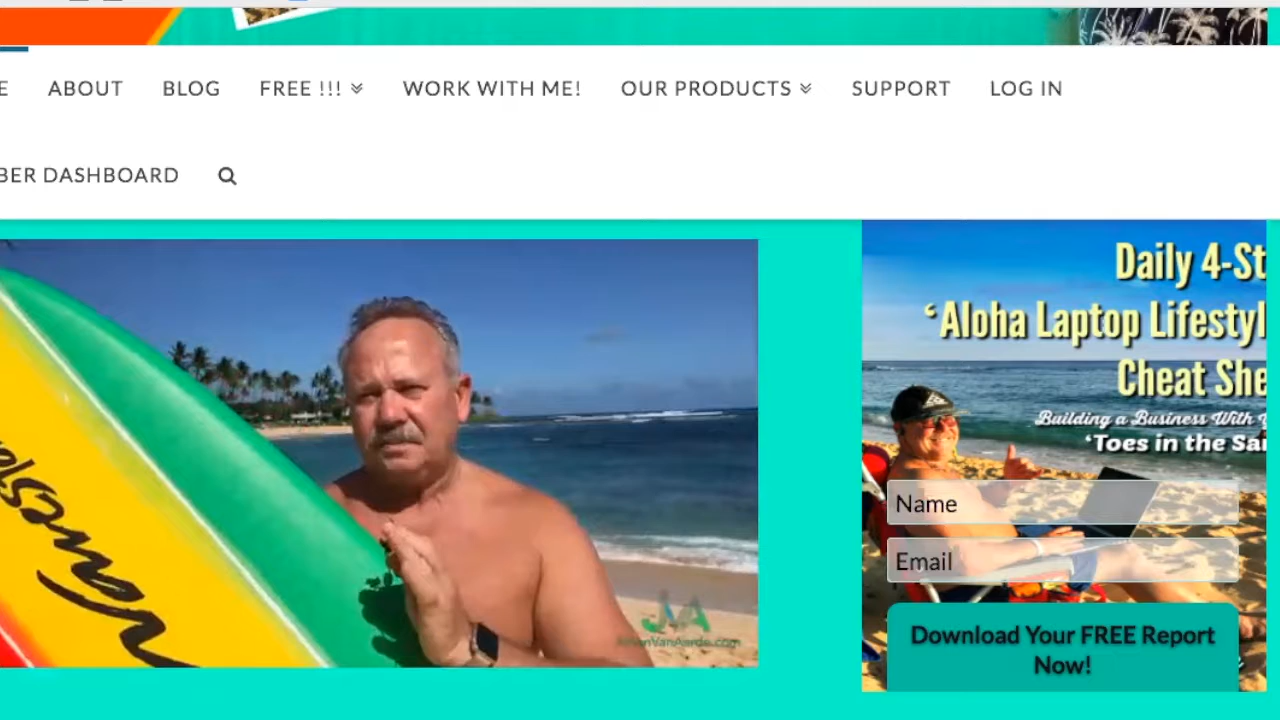 E ABOUT BLOG FREE !!! WORK WITH ME! OUR PRODUCTS SUPPORT LOG IN
BER DASHBOARD
Daily 4-St
‘Aloha Laptop Lifestyl
Cheat She
Building a Business With
‘Toes in the Sa
Name
Email
Download Your FREE Report
Now!
JVA